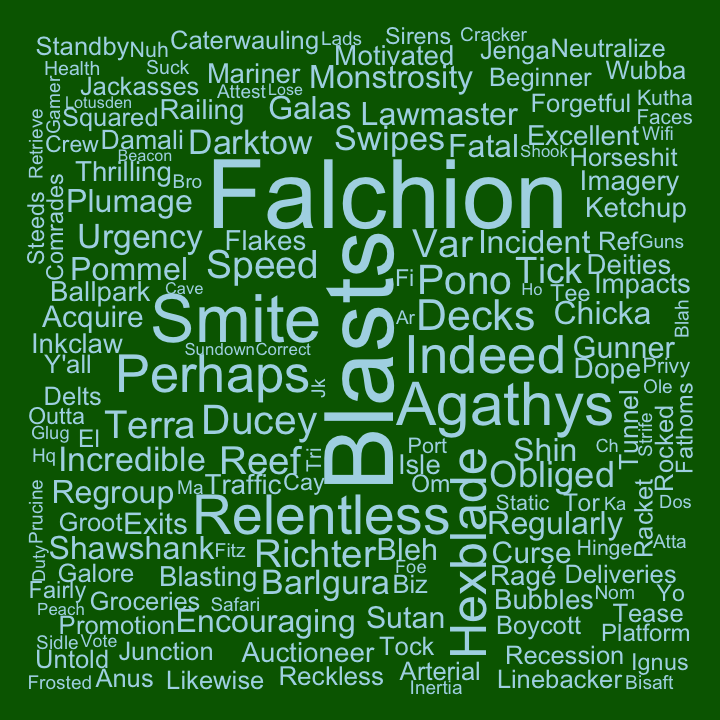 Standby
Nuh
Caterwauling
Lads
Sirens
Cracker
Health
Suck
Motivated
Jenga
Neutralize
Jackasses
Mariner
Monstrosity
Beginner
Wubba
Gamer
Lotusden
Attest
Lose
Squared
Railing
Galas
Lawmaster
Forgetful
Kutha
Faces
Retrieve
Crew
Damali
Darktow
Swipes
Fatal
Excellent
Wifi
Beacon
Shook
Horseshit
Thrilling
Bro
Falchion
Imagery
Steeds
Comrades
Plumage
Ketchup
Urgency
Flakes
Var
Incident
Ref
Guns
Pommel
Speed
Blasts
Fi
Pono
Tick
Deities
Ballpark
Cave
Ho
Tee
Impacts
Acquire
Smite
Ar
Decks
Chicka
Blah
Inkclaw
Sundown
Correct
Indeed
Gunner
Y'all
Perhaps
Jk
Dope
Privy
Delts
Agathys
Ole
Outta
Terra
Ducey
Tunnel
Strife
Rocked
Fathoms
Glug
El
Port
Shin
Ch
Hq
Incredible
Reef
Tri
Isle
Hexblade
Obliged
Regroup
Ma
Traffic
Cay
Om
Static
Tor
Ka
Racket
Dos
Prucine
Groot
Exits
Relentless
Regularly
Shawshank
Fitz
Richter
Bleh
Curse
Hinge
Atta
Duty
Galore
Blasting
Barlgura
Foe
Biz
Ragé
Deliveries
Fairly
Groceries
Safari
Bubbles
Nom
Yo
Peach
Promotion
Encouraging
Sutan
Boycott
Tease
Platform
Sidle
Vote
Untold
Junction
Auctioneer
Tock
Recession
Ignus
Frosted
Anus
Likewise
Reckless
Arterial
Inertia
Linebacker
Bisaft